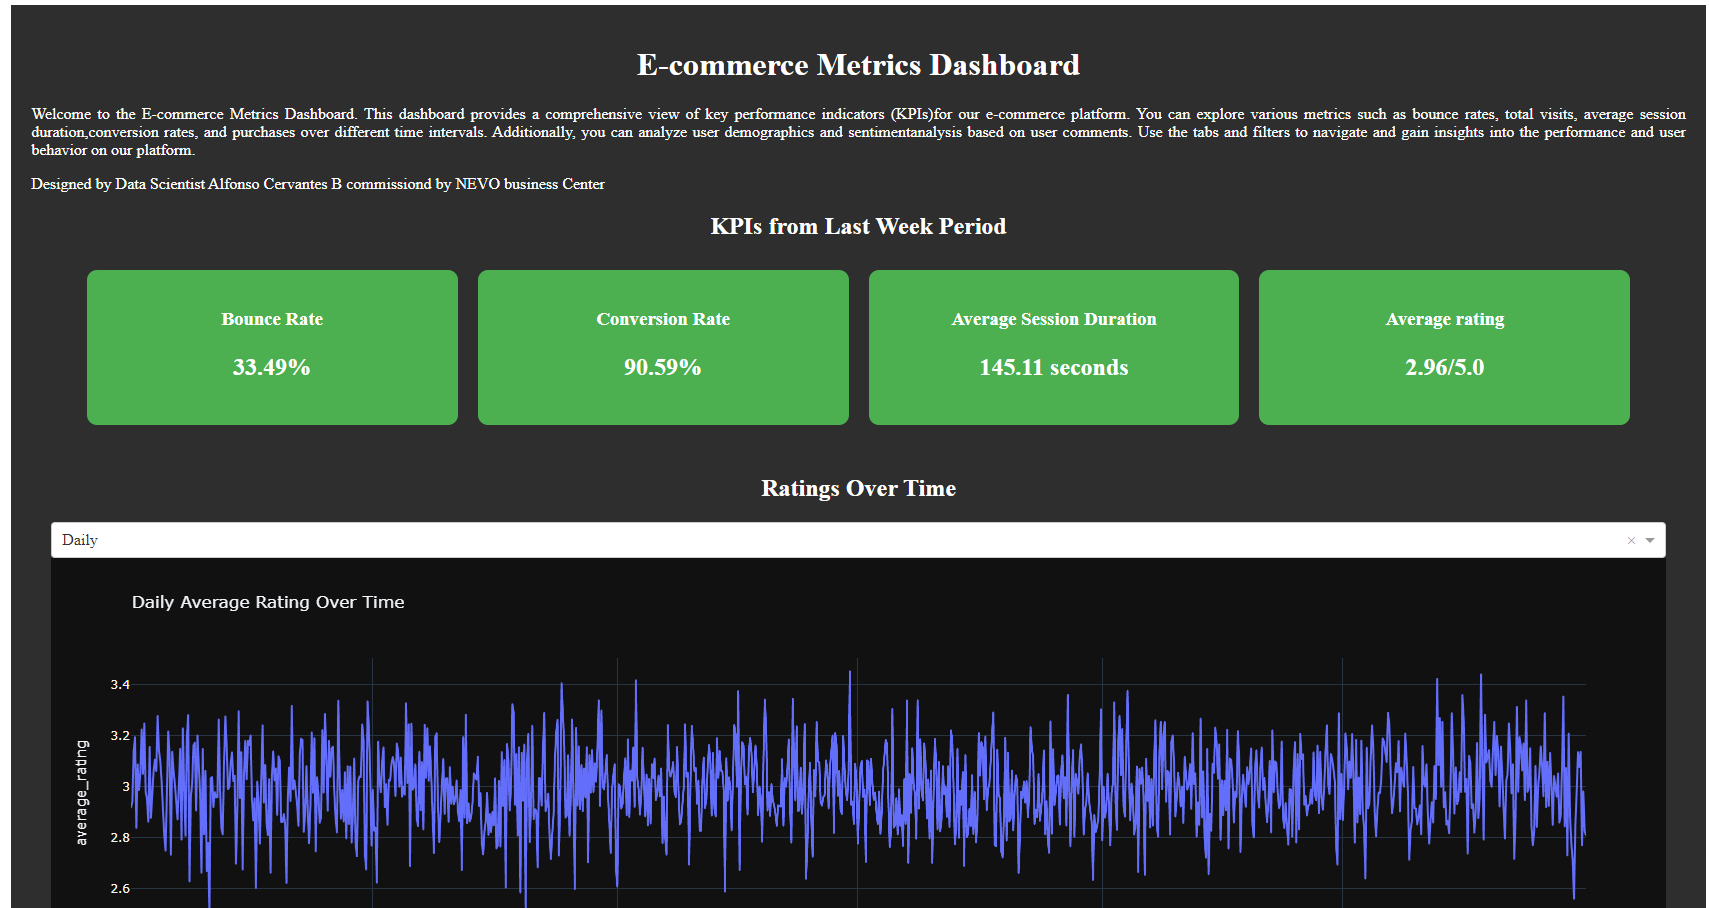 E-commerce Metrics Dashboard
Welcome to the E-commerce Metrics Dashboard. This dashboard provides a comprehensive view of key performance indicators (KPIs)for our e-commerce platform. You can explore various metrics such as bounce rates, total visits, average session
duration,conversion rates, and purchases over different time intervals. Additionally, you can analyze user demographics and sentimentanalysis based on user comments. Use the tabs and filters to navigate and gain insights into the performance and user
behavior on our platform.
Designed by Data Scientist Alfonso Cervantes B commissiond by NEVO business Center
KPIs from Last Week Period
Bounce Rate
33.49%
Conversion Rate
90.59%
Average Session Duration
145.11 seconds
Average rating
2.96/5.0
Ratings Over Time
Daily
Daily Average Rating Over Time
average_rating
3.4
3.2
3
2.8
2.6